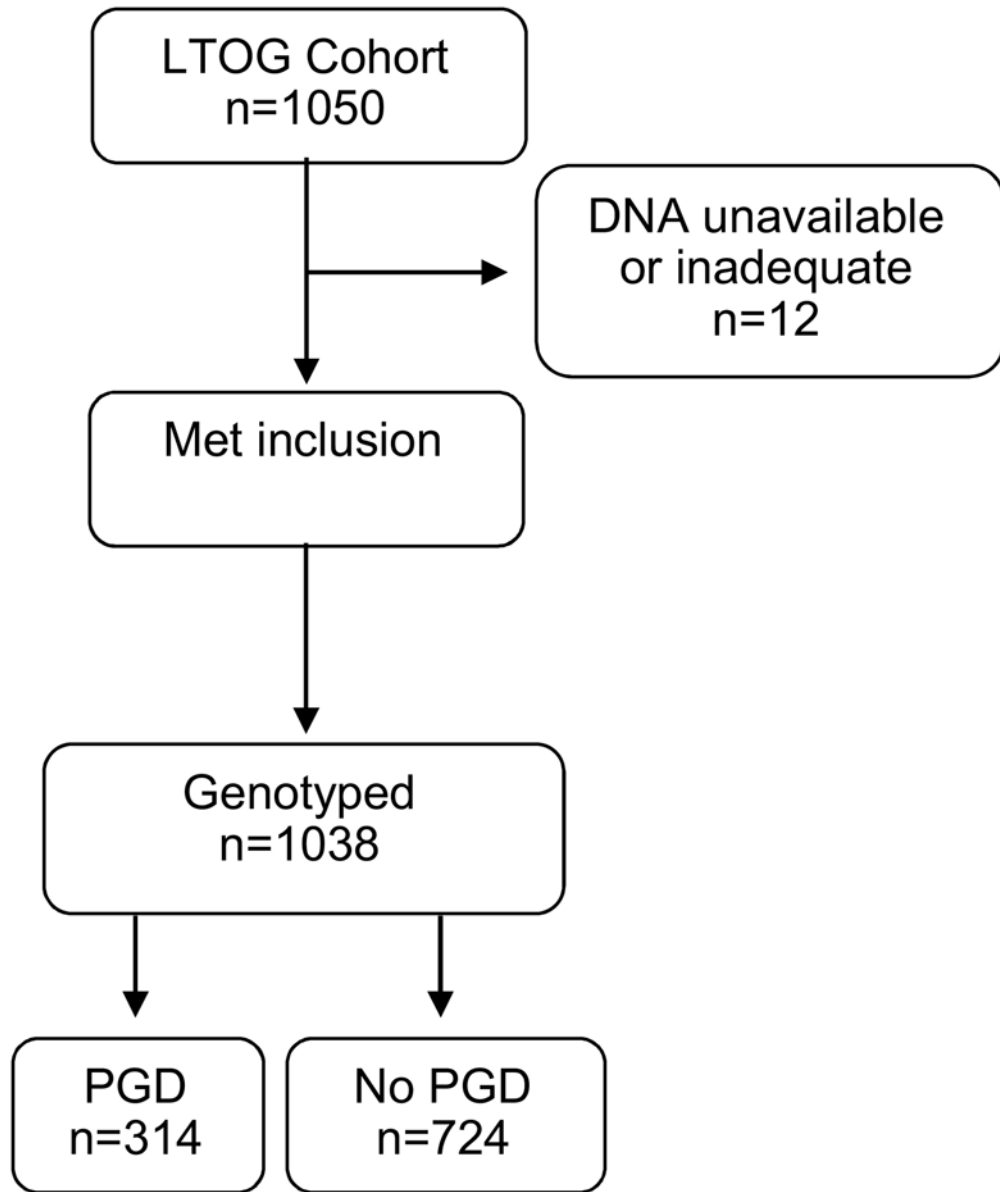 LTOG Cohort
n=1050
DNA unavailable
or inadequate
n=12
Met inclusion
Genotyped
n=1038
PGD
n=314
No PGD
n=724